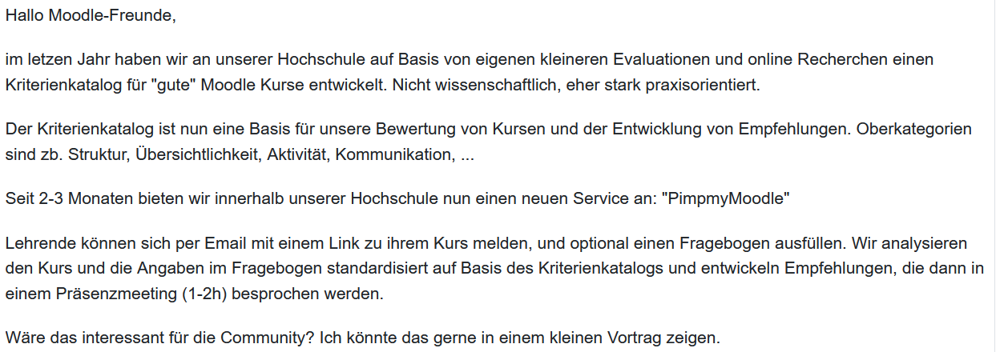 Hallo Moodle-Freunde,
im letzen Jahr haben wir an unserer Hochschule auf Basis von eigenen kleineren Evaluationen und online Recherchen einen
Kriterienkatalog für "gute" Moodle Kurse entwickelt. Nicht wissenschaftlich, eher stark praxisorientiert.
Der Kriterienkatalog ist nun eine Basis für unsere Bewertung von Kursen und der Entwicklung von Empfehlungen. Oberkategorien
sind zb. Struktur, Übersichtlichkeit, Aktivität, Kommunikation, ...
Seit 2-3 Monaten bieten wir innerhalb unserer Hochschule nun einen neuen Service an: "PimpmyMoodle"
Lehrende können sich per Email mit einem Link zu ihrem Kurs melden, und optional einen Fragebogen ausfüllen. Wir analysieren
den Kurs und die Angaben im Fragebogen standardisiert auf Basis des Kriterienkatalogs und entwickeln Empfehlungen, die dann in
einem Präsenzmeeting (1-2h) besprochen werden.
Wäre das interessant für die Community? Ich könnte das gerne in einem kleinen Vortrag zeigen.